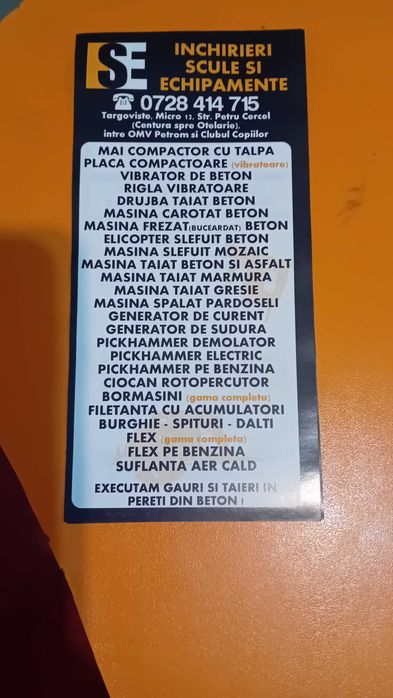 SE
INCHIRIERI
SCULE SI
ECHIPAMENTE
☎ 0728 414 715
Targoviste, Micro 12, Str. Petru Cercel
(Centura spre Otelarie),
intre OMV Petrom si Clubul Copiilor
MAI COMPACTOR CU TALPA
PLACA COMPACTOARE (vibratoare)
VIBRATOR DE BETON
RIGLA VIBRATOARE
DRUJBA TAIAT BETON
MASINA CAROTAT BETON
MASINA FREZAT(BUCEARDAT) BETON
ELICOPTER SLEFUIT BETON
MASINA SLEFUIT MOZAIC
MASINA TAIAT BETON SI ASFALT
MASINA TAIAT MARMURA
MASINA TAIAT GRESIE
MASINA SPALAT PARDOSELI
GENERATOR DE CURENT
GENERATOR DE SUDURA
PICKHAMMER DEMOLATOR
PICKHAMMER ELECTRIC
PICKHAMMER PE BENZINA
CIOCAN ROTOPERCUTOR
BORMASINI (gama completa)
FILETANTA CU ACUMULATORI
BURGHIE - SPITURI - DALTI
FLEX (gama completa)
FLEX PE BENZINA
SUFLANTA AER CALD
EXECUTAM GAURI SI TAIERI IN
PERETI DIN BETON !